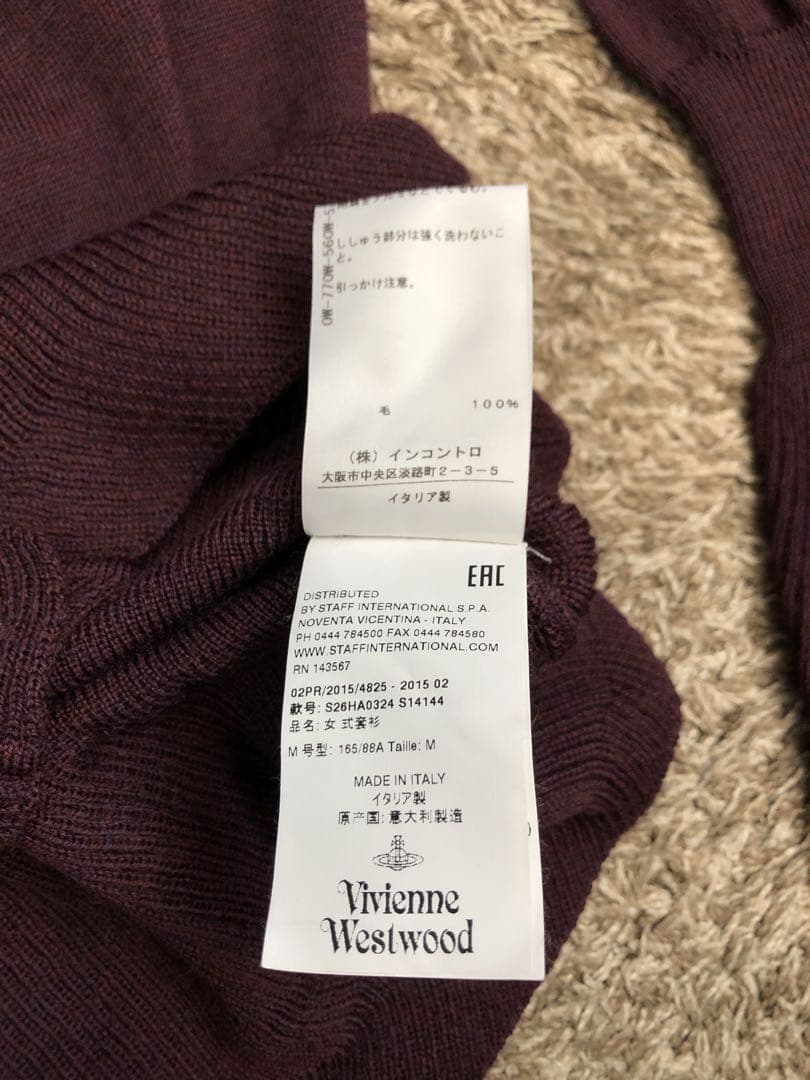 ししゅう部分は強く洗わないこ
と。
引っかけ注意。
毛 100%
(株) インコントロ
大阪市中央区淡路町2-3-5
イタリア製
EAC
DISTRIBUTED
BY STAFF INTERNATIONAL S.P.A.
NOVENTA VICENTINA - ITALY
PH 0444 784500 FAX 0444 784580
WWW.STAFFINTERNATIONAL.COM
RN 143567
02PR/2015/4825 - 2015 02
款号: S26HA0324 S14144
品名: 女 式套衫
M 号型: 165/88A Taille: M
MADE IN ITALY
イタリア製
原产国: 意大利製造
Vivienne
Westwood